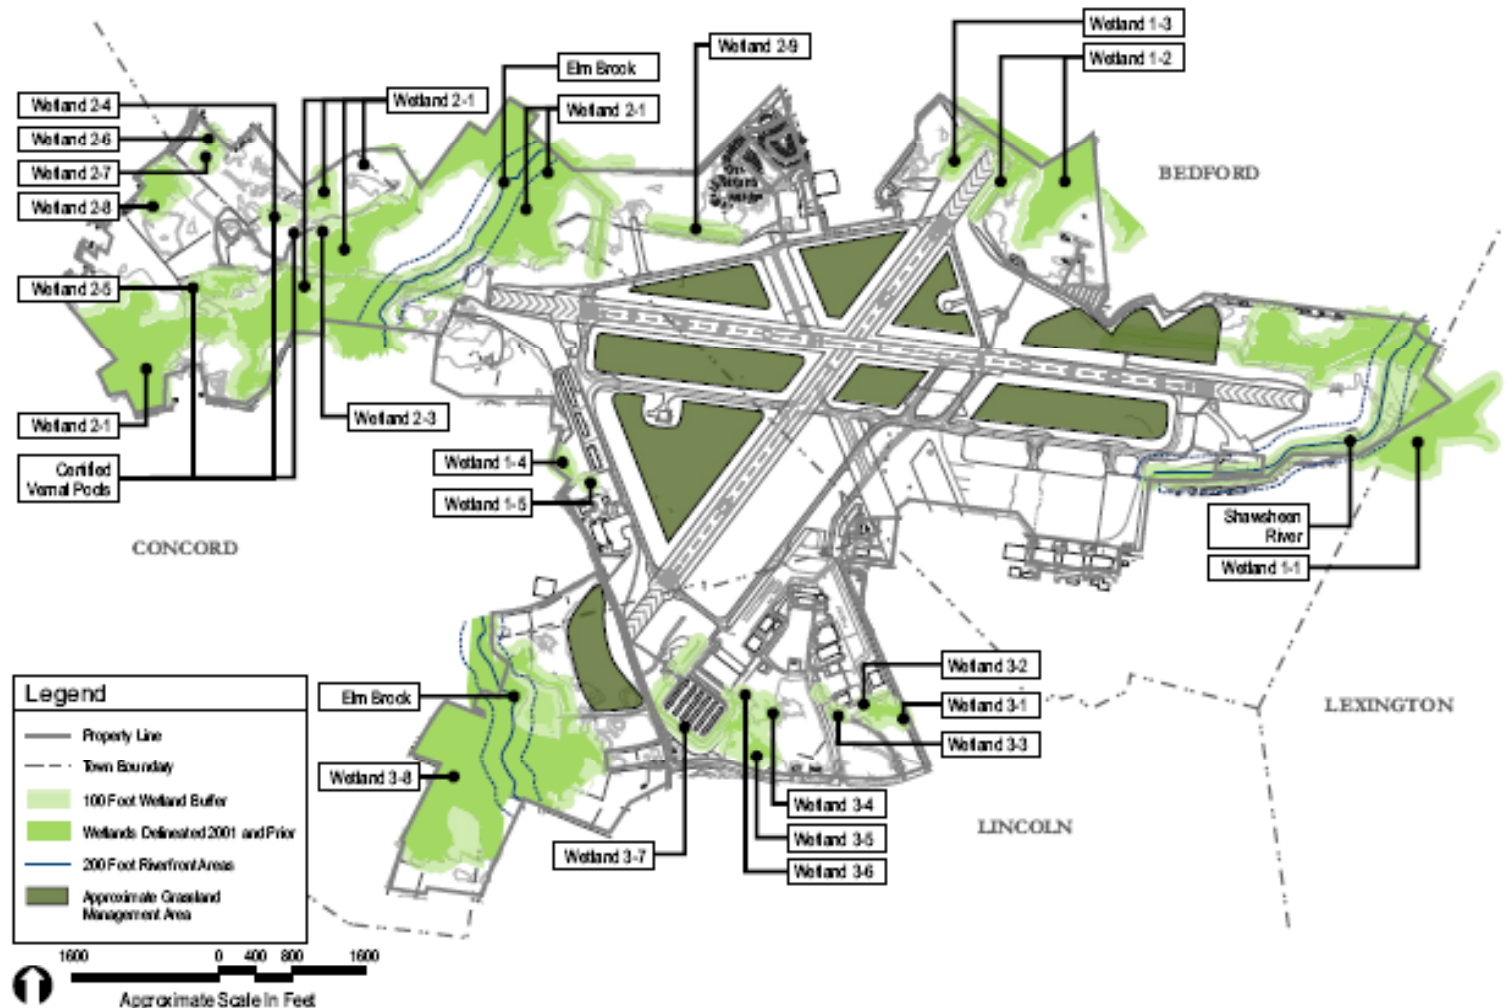 Wetland 1-3
Wetland 1-2
Wetland 2-9
Elm Brook
Wetland 2-1
Wetland 2-1
Wetland 2-4
Wetland 2-6
Wetland 2-7
Wetland 2-8
BEDFORD
Wetland 2-5
Wetland 2-1
Wetland 2-3
Certified
Vernal Pools
Wetland 1-4
Wetland 1-5
Shawsheen
River
Wetland 1-1
CONCORD
Wetland 3-2
Wetland 3-1
Wetland 3-3
LEXINGTON
Elm Brook
Wetland 3-8
Wetland 3-4
Wetland 3-5
Wetland 3-6
Wetland 3-7
LINCOLN
Legend
Property Line
Town Boundary
100 Foot Wetland Buffer
Wetlands Delineated 2001 and Prior
200 Foot Riverfront Areas
Approximate Grassland
Management Area
1600 0 400 800 1600
Approximate Scale In Feet